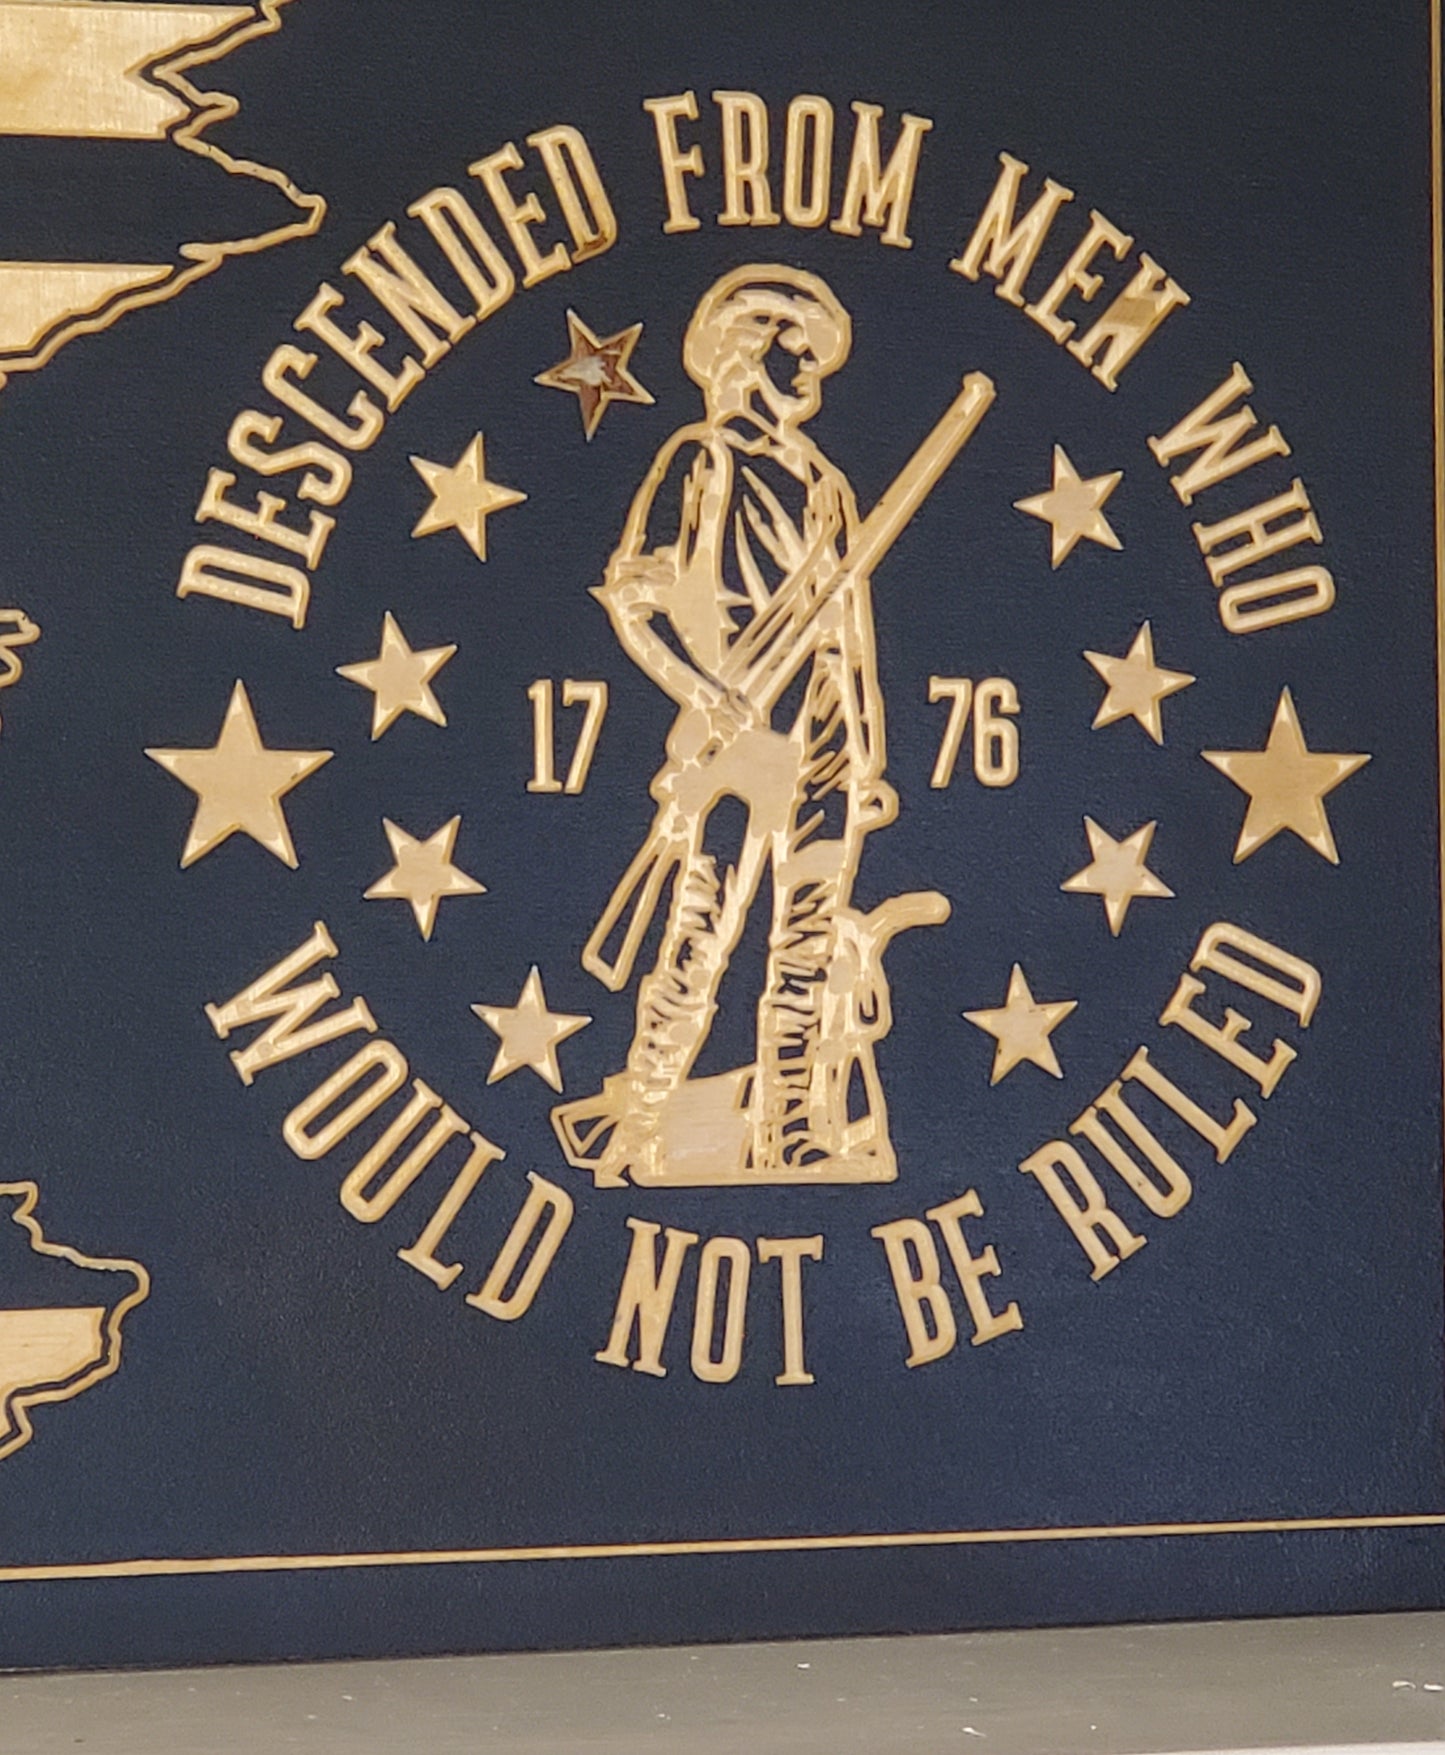 DESCENDED FROM MEN WHO
17 76
WOULD NOT BE RULED